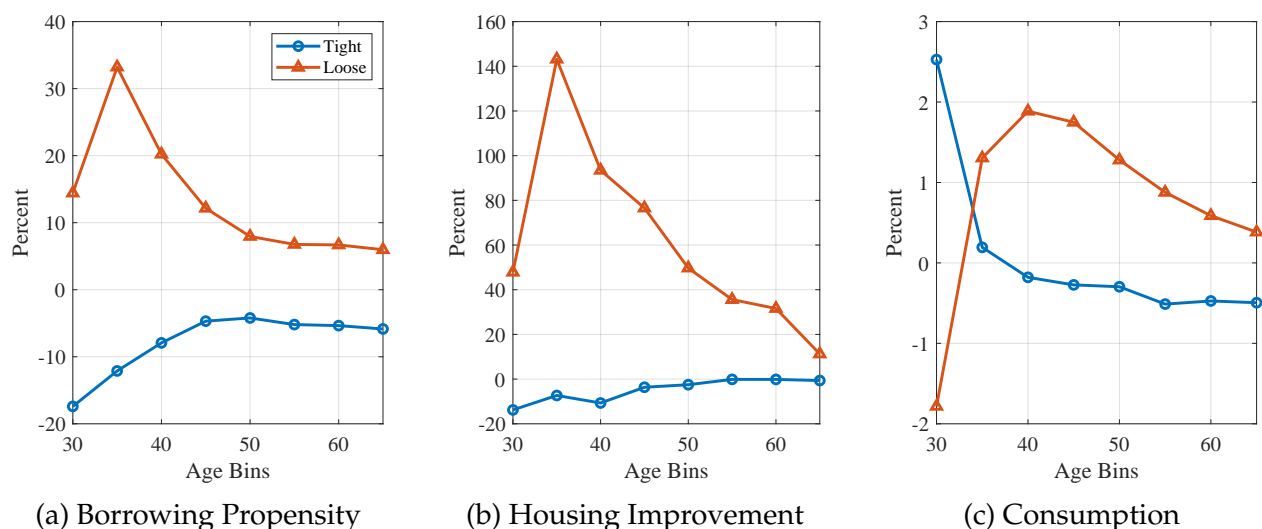 40
30
20
10
0
-10
-20
Percent
30 40 50 60
Age Bins
Tight
Loose
(a) Borrowing Propensity
160
140
120
100
80
60
40
20
0
-20
Percent
30 40 50 60
Age Bins
(b) Housing Improvement
3
2
1
0
-1
-2
Percent
30 40 50 60
Age Bins
(c) Consumption